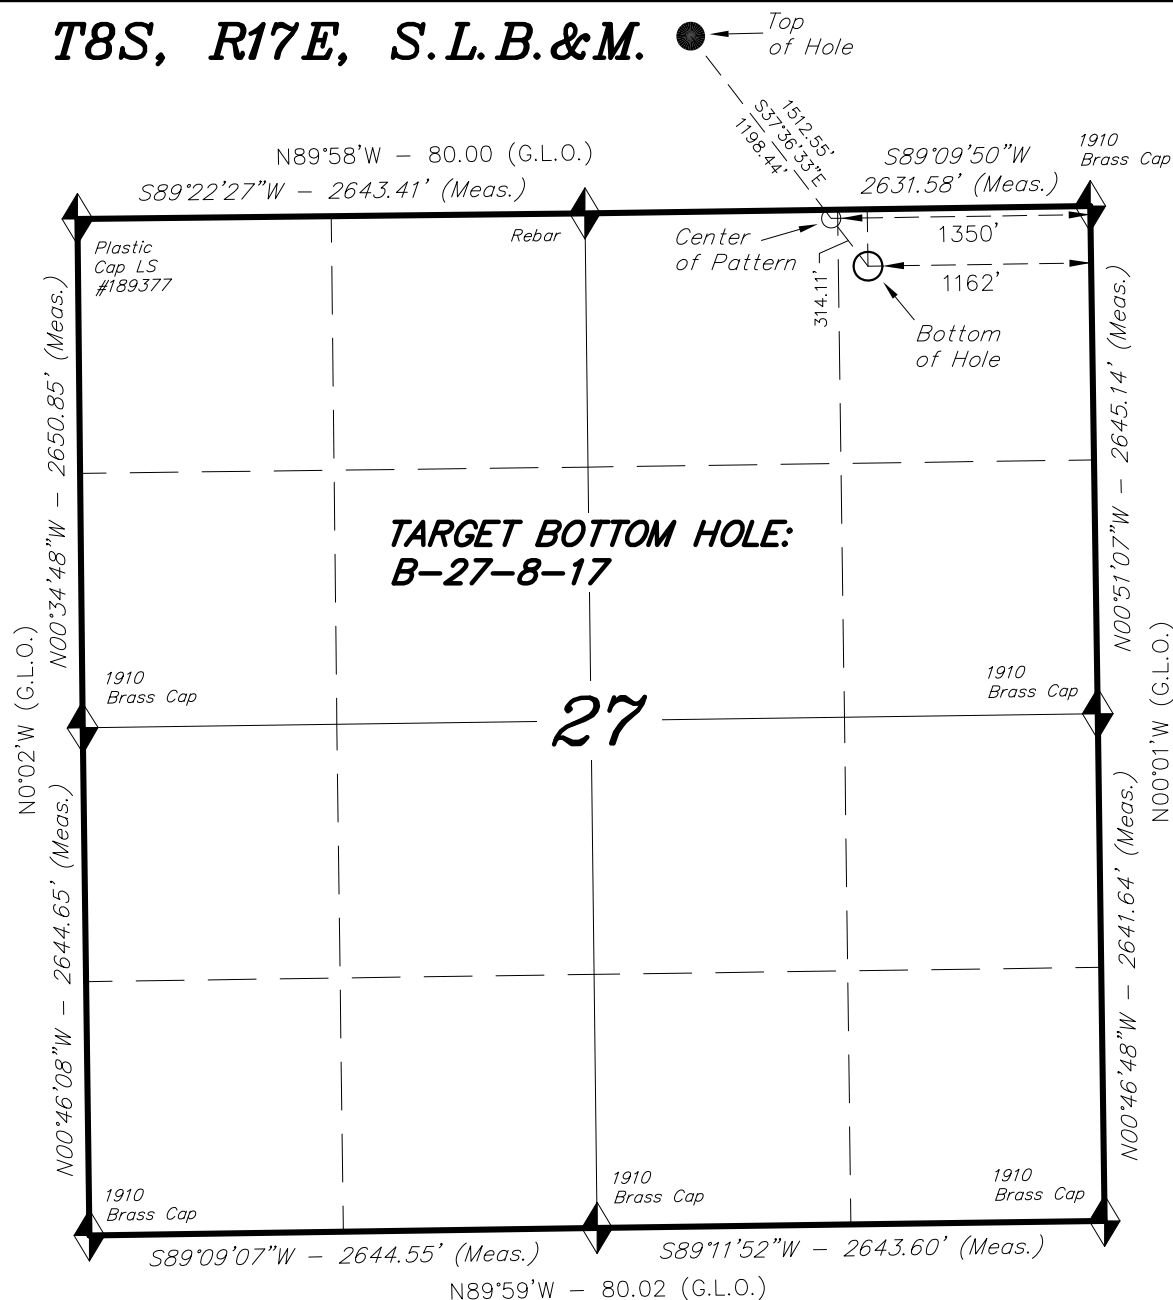 T8S, R17E, S.L.B.&M.
Top
of Hole
1512.55'
S37°36'33"E
1198.44'
N89°58'W - 80.00 (G.L.O.)
S89°22'27"W - 2643.41' (Meas.)
S89°09'50"W
2631.58' (Meas.)
1910
Brass Cap
Plastic
Cap LS
#189377
Rebar
Center
of Pattern
1350'
1162'
314.11'
Bottom
of Hole
N00°34'48"W - 2650.85' (Meas.)
N00°51'07"W - 2645.14' (Meas.)
TARGET BOTTOM HOLE:
B-27-8-17
N0°02'W (G.L.O.)
1910
Brass Cap
27
1910
Brass Cap
N00°01'W (G.L.O.)
N00°46'08"W - 2644.65' (Meas.)
N00°46'48"W - 2641.64' (Meas.)
1910
Brass Cap
1910
Brass Cap
1910
Brass Cap
S89°09'07"W - 2644.55' (Meas.)
S89°11'52"W - 2643.60' (Meas.)
N89°59'W - 80.02 (G.L.O.)